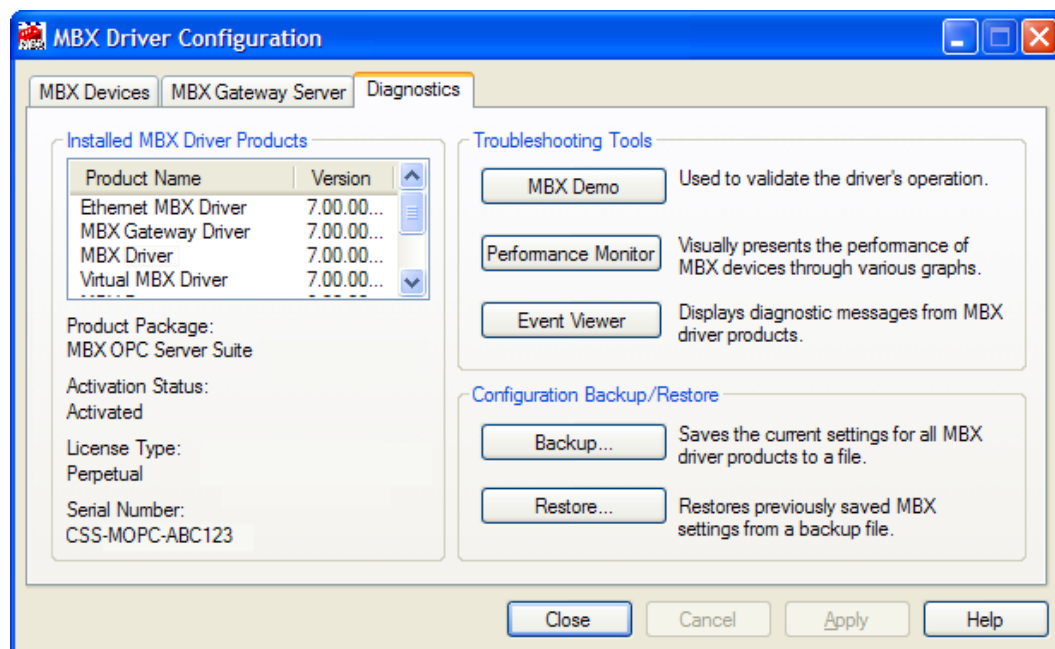 MBX Driver Configuration
MBX Devices
MBX Gateway Server
Diagnostics
Installed MBX Driver Products
Product Name Version
Ethernet MBX Driver 7.00.00...
MBX Gateway Driver 7.00.00...
MBX Driver 7.00.00...
Virtual MBX Driver 7.00.00...
Product Package:
MBX OPC Server Suite
Activation Status:
Activated
License Type:
Perpetual
Serial Number:
CSS-MOPC-ABC123
Troubleshooting Tools
MBX Demo
Used to validate the driver's operation.
Performance Monitor
Visually presents the performance of
MBX devices through various graphs.
Event Viewer
Displays diagnostic messages from MBX
driver products.
Configuration Backup/Restore
Backup...
Saves the current settings for all MBX
driver products to a file.
Restore...
Restores previously saved MBX
settings from a backup file.
Close
Cancel
Apply
Help